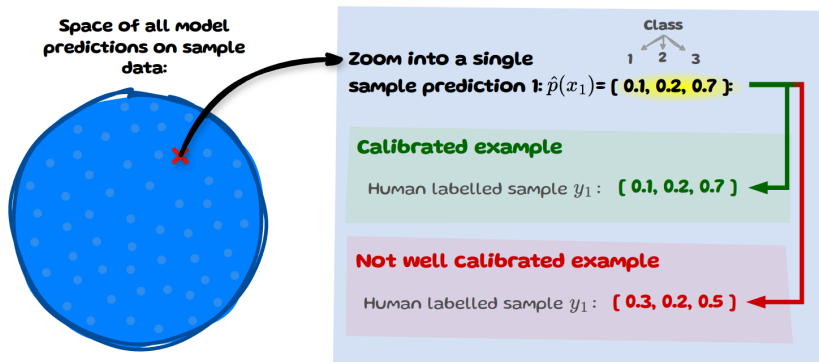 Space of all model
predictions on sample
data:
Class
1 2 3
Zoom into a single
sample prediction 1: p̂(x₁) = [ 0.1, 0.2, 0.7 ]:
Calibrated example
Human labelled sample y₁ : [ 0.1, 0.2, 0.7 ]
Not well calibrated example
Human labelled sample y₁ : [ 0.3, 0.2, 0.5 ]